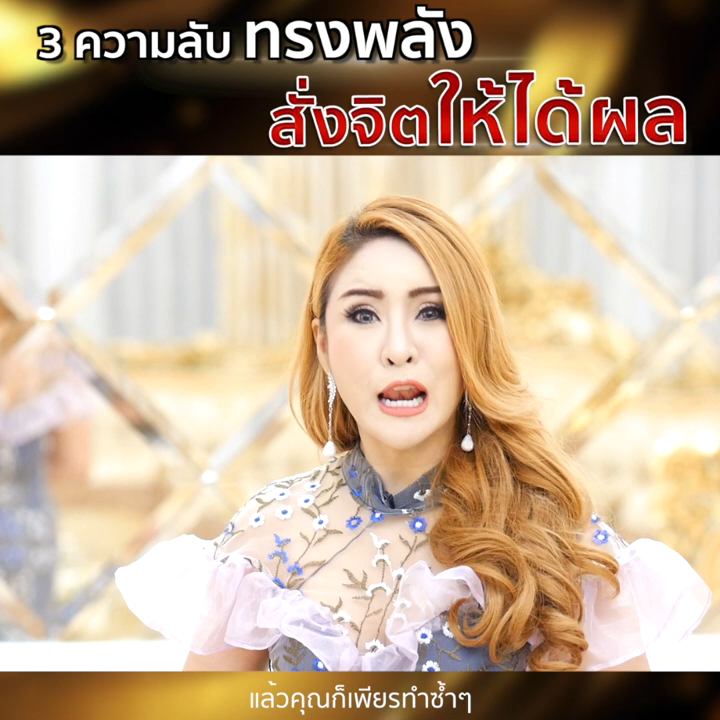 3 ความลับ ทรงพลัง
สั่งจิตให้ได้ผล
แล้วคุณก็เพียรทำซ้ำๆ